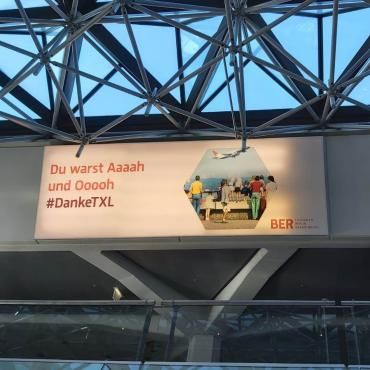 Du warst Aaaah
und Ooooh
#DankeTXL
BER